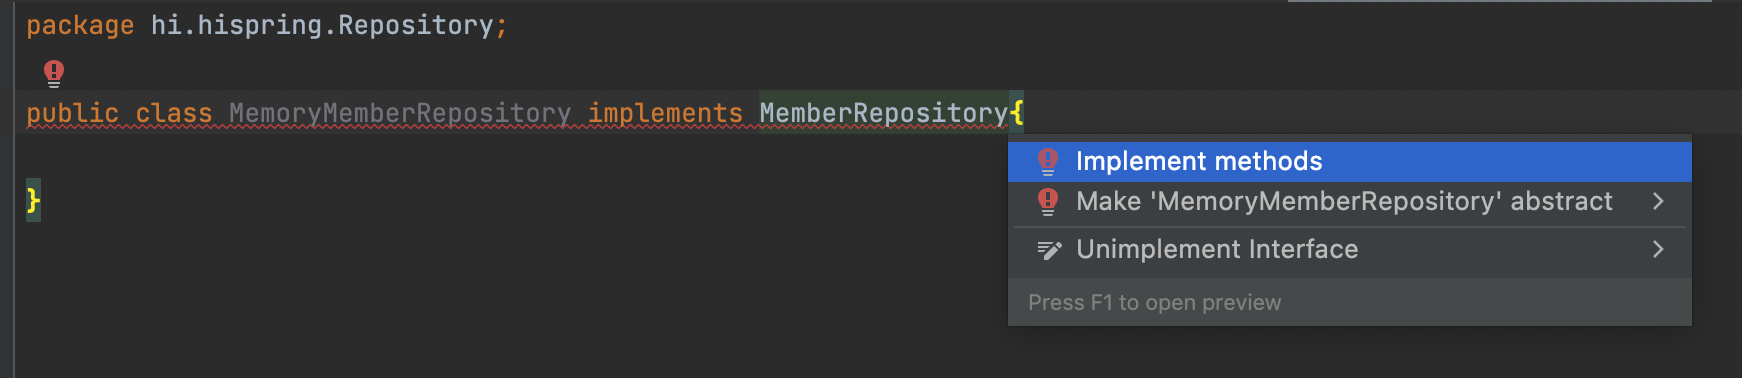 package hi.hispring.Repository;
public class MemoryMemberRepository implements MemberRepository{
Implement methods
Make 'MemoryMemberRepository' abstract
}
Unimplement Interface
Press F1 to open preview